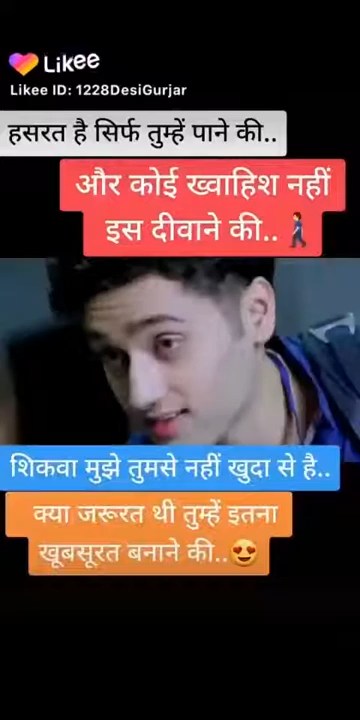 Likee
Likee ID: 1228DesiGurjar
हसरत है सिर्फ तुम्हें पाने की..
और कोई ख्वाहिश नहीं
इस दीवाने की..🚶
शिकवा मुझे तुमसे नहीं खुदा से है..
क्या जरूरत थी तुम्हें इतना
खूबसूरत बनाने की..😍